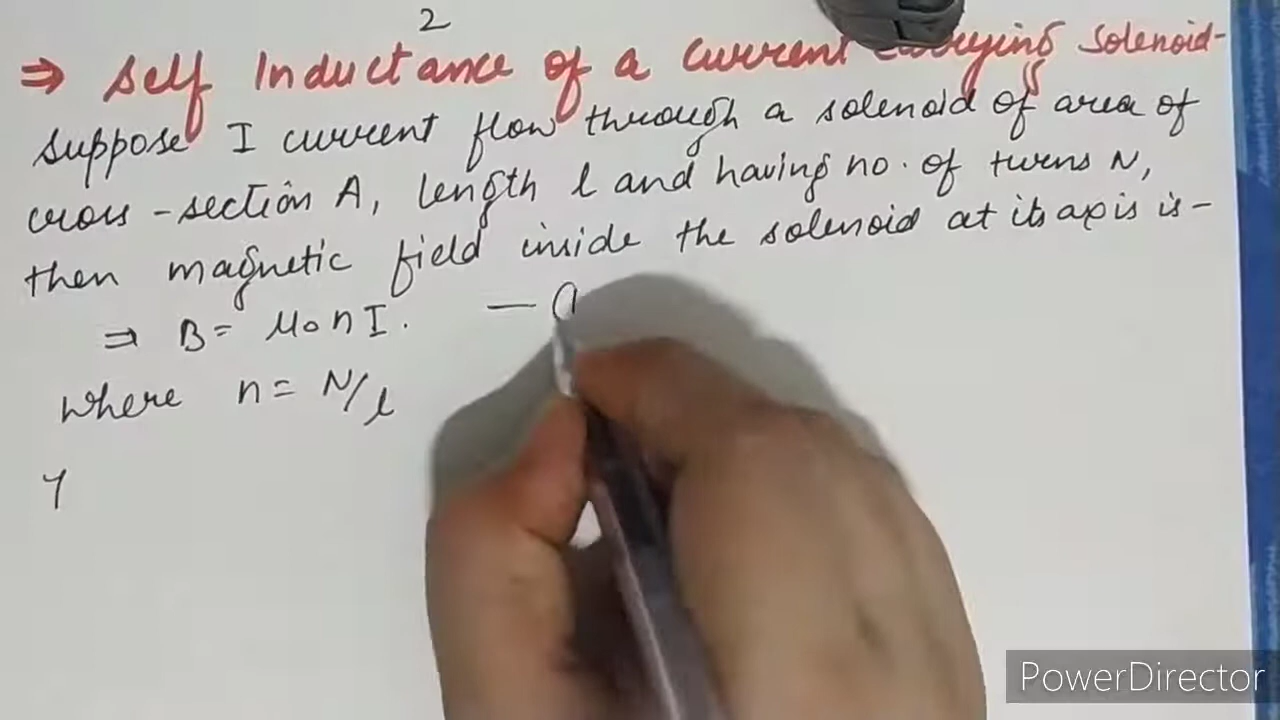 2
⇒ Self Inductance of a current carrying solenoid-
Suppose I current flow through a solenoid of area of
cross-section A, length l and having no. of turns N,
then magnetic field inside the solenoid at its axis is-
⇒ B = μ₀nI. —
where n = N/l
PowerDirector